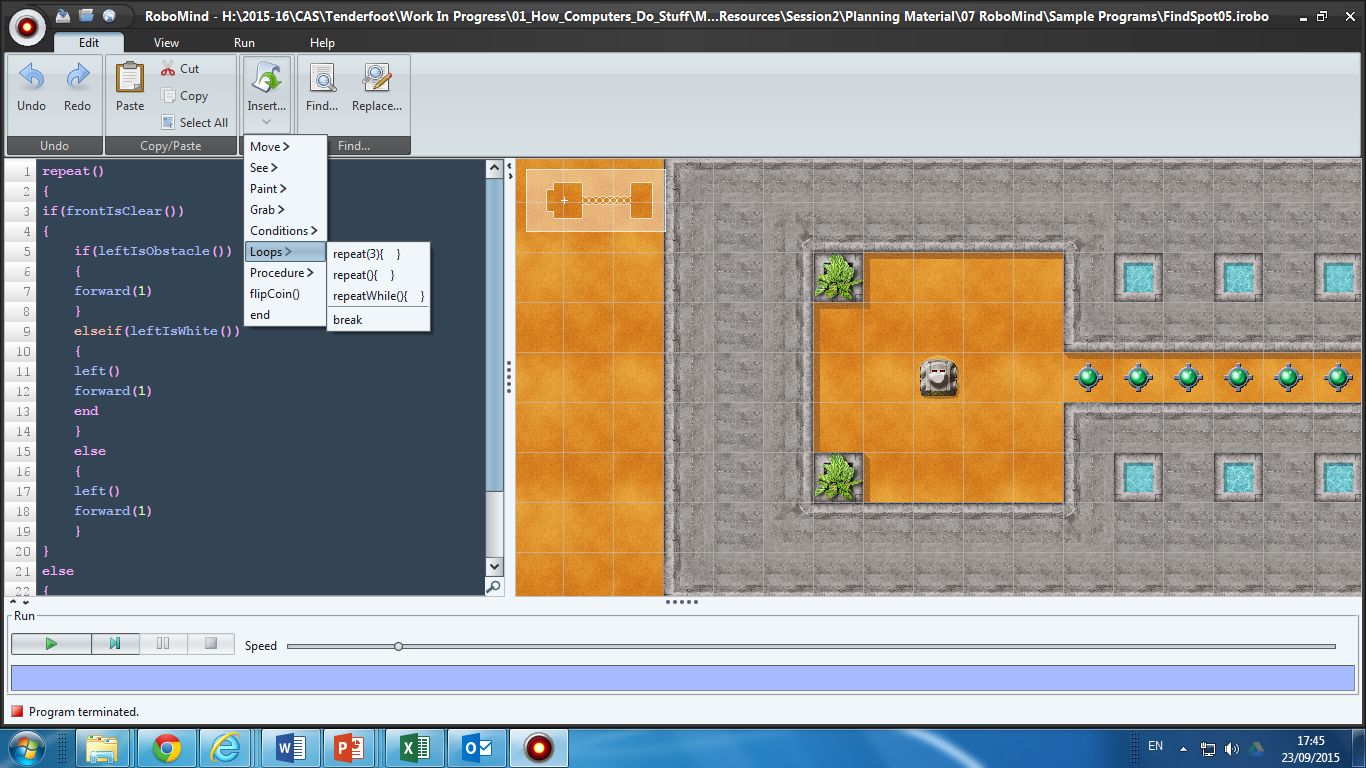 RoboMind - H:\2015-16\CAS\Tenderfoot\Work In Progress\01_How_Computers_Do_Stuff\M...Resources\Session2\Planning Material\07 RoboMind\Sample Programs\FindSpot05.irobo
Edit View Run Help
Undo Redo Paste Cut Copy Select All Insert... Find... Replace...
Undo Copy/Paste Find...
Move >
See >
Paint >
Grab >
Conditions >
Loops >
Procedure >
flipCoin()
end
repeat(3){ }
repeat(){ }
repeatWhile(){ }
break
1 repeat()
2 {
3 if(frontIsClear())
4 {
5 if(leftIsObstacle())
6 {
7 forward(1)
8 }
9 elseif(leftIsWhite())
10 {
11 left()
12 forward(1)
13 end
14 }
15 else
16 {
17 left()
18 forward(1)
19 }
20 }
21 else
22 {
Run
Speed
Program terminated.
EN 17:45
23/09/2015